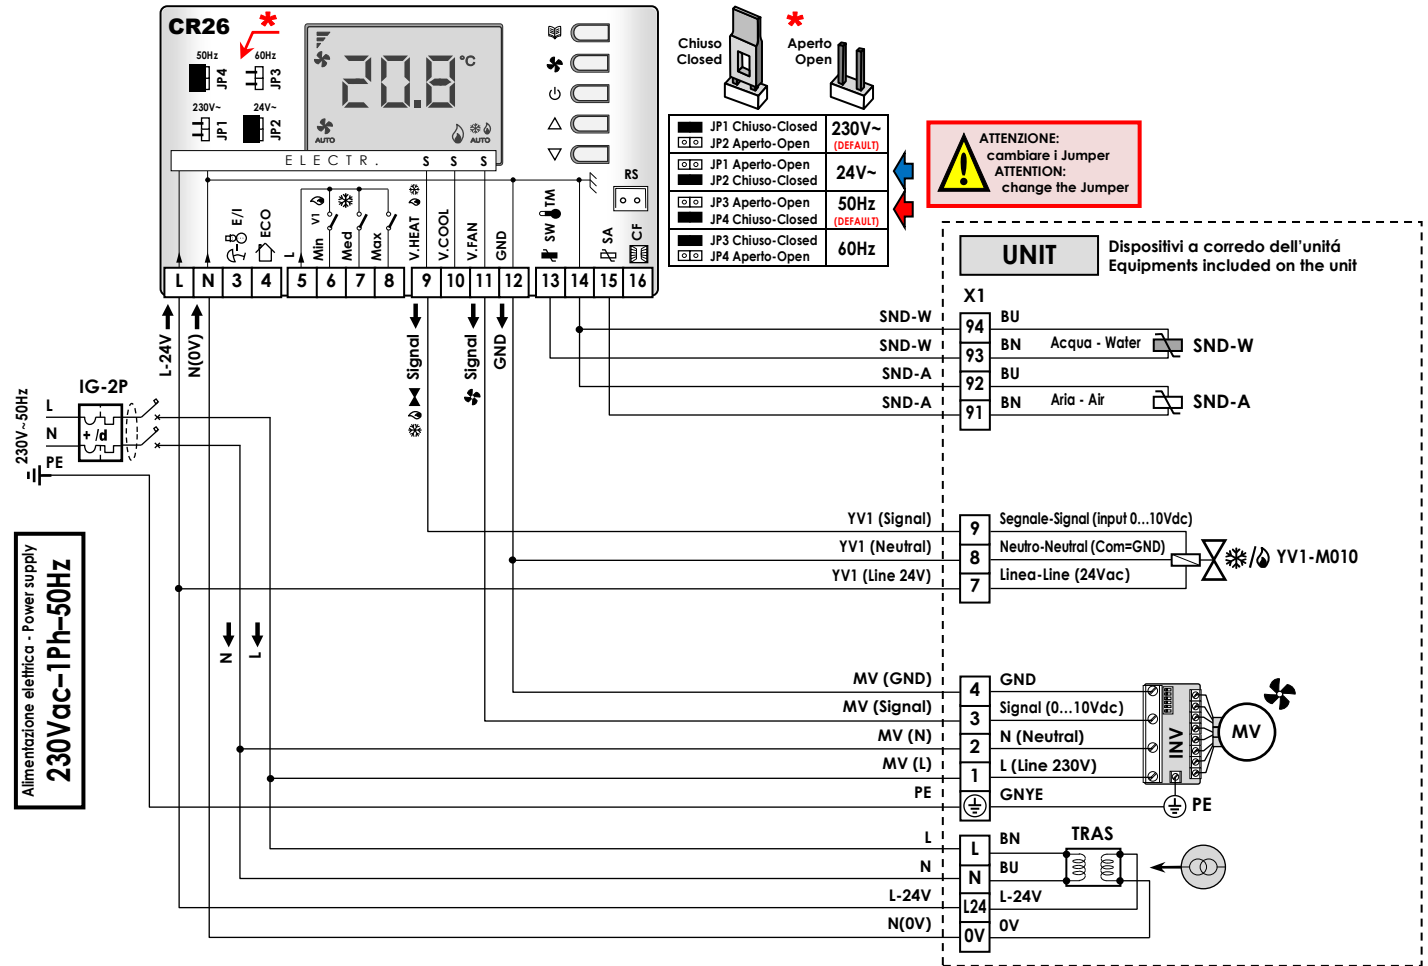 CR26
*
50Hz
60Hz
JP4
JP3
230V~
24V~
JP1
JP2
20.8 °C
AUTO
AUTO
ELECTR.
S S S
RS
L
Min V1
Med
Max
E/I
ECO
V.HEAT
V.COOL
V.FAN
GND
SW
TM
SA
CF
L N 3 4 5 6 7 8 9 10 11 12 13 14 15 16
Chiuso
Closed
*
Aperto
Open
JP1 Chiuso-Closed
JP2 Aperto-Open
230V~
(DEFAULT)
JP1 Aperto-Open
JP2 Chiuso-Closed
24V~
JP3 Aperto-Open
JP4 Chiuso-Closed
50Hz
(DEFAULT)
JP3 Chiuso-Closed
JP4 Aperto-Open
60Hz
ATTENZIONE:
cambiare i Jumper
ATTENTION:
change the Jumper
UNIT
Dispositivi a corredo dell'unitá
Equipments included on the unit
L-24V
N(0V)
Signal
Signal
GND
IG-2P
230V~50Hz
L
N
PE
+ /d
Alimentazione elettrica - Power supply
230Vac–1Ph–50Hz
N
L
X1
SND-W 94 BU
SND-W 93 BN
Acqua - Water
SND-W
SND-A 92 BU
SND-A 91 BN
Aria - Air
SND-A
YV1 (Signal) 9 Segnale-Signal (input 0...10Vdc)
YV1 (Neutral) 8 Neutro-Neutral (Com=GND)
YV1 (Line 24V) 7 Linea-Line (24Vac)
/
YV1-M010
MV (GND) 4 GND
MV (Signal) 3 Signal (0...10Vdc)
MV (N) 2 N (Neutral)
MV (L) 1 L (Line 230V)
PE GNYE
INV
MV
PE
L L BN
N N BU
TRAS
L-24V L24 L-24V
N(0V) 0V 0V